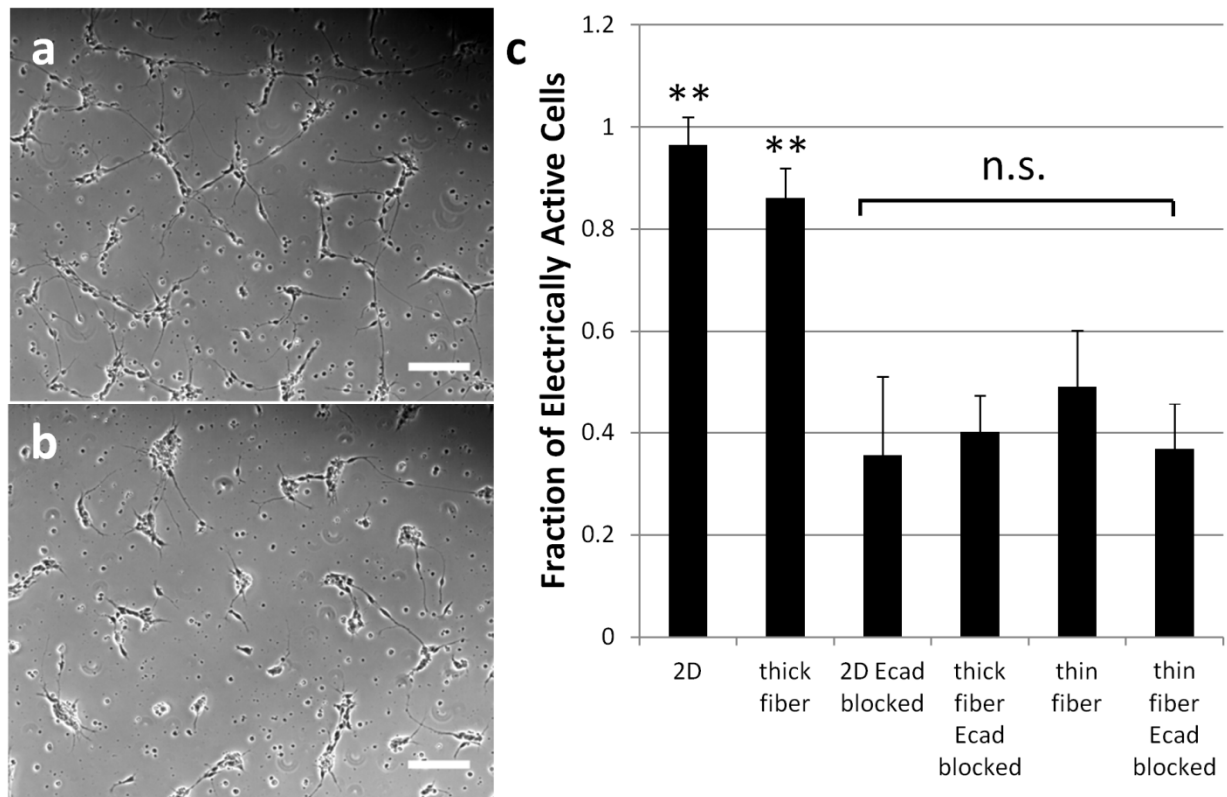 a
b
c
Fraction of Electrically Active Cells
1.2
1
0.8
0.6
0.4
0.2
0
**
**
n.s.
2D
thick
fiber
2D Ecad
blocked
thick
fiber
Ecad
blocked
thin
fiber
thin
fiber
Ecad
blocked